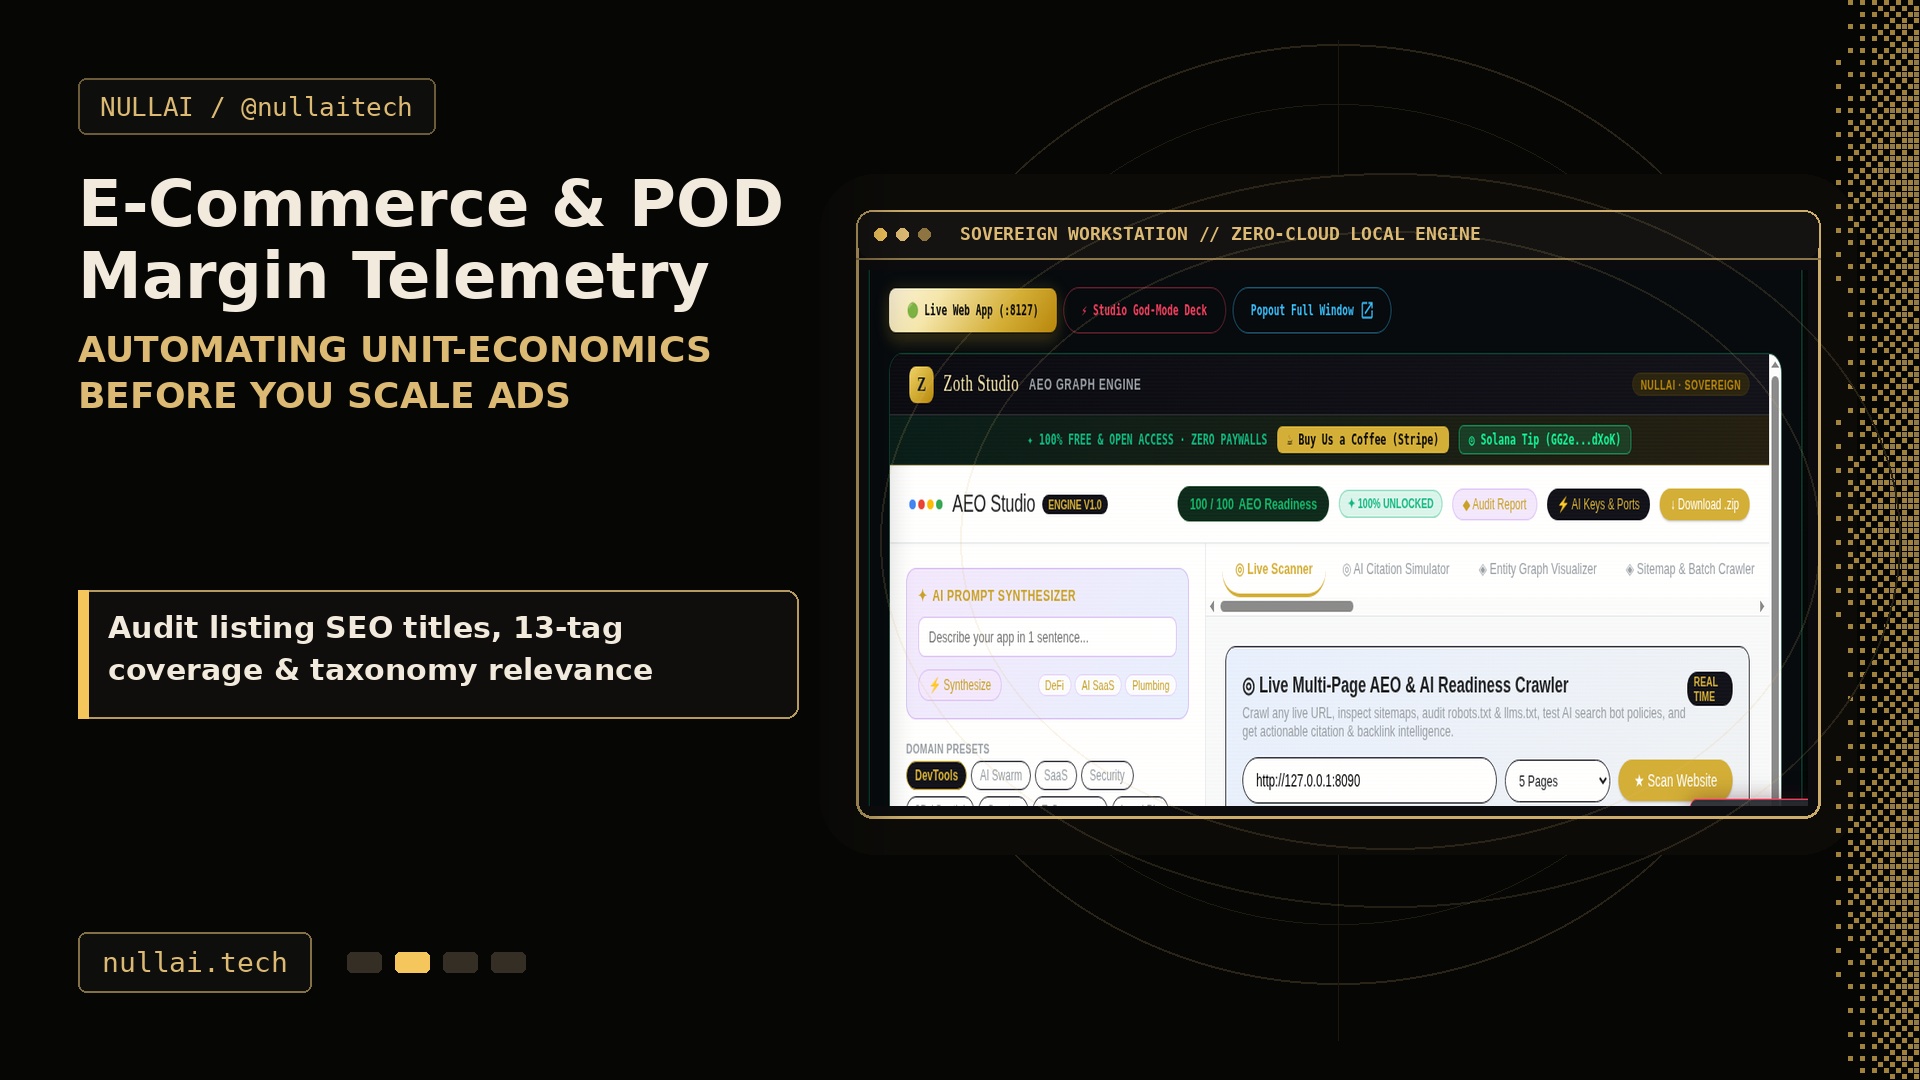 NULLAI / @nullaitech
E-Commerce & POD
Margin Telemetry
AUTOMATING UNIT-ECONOMICS
BEFORE YOU SCALE ADS
Audit listing SEO titles, 13-tag
coverage & taxonomy relevance
nullai.tech
SOVEREIGN WORKSTATION // ZERO-CLOUD LOCAL ENGINE
Live Web App (:8127)
⚡ Studio God-Mode Deck
Popout Full Window
Z
Zoth Studio AEO GRAPH ENGINE
NULLAI · SOVEREIGN
✦ 100% FREE & OPEN ACCESS · ZERO PAYWALLS
☕ Buy Us a Coffee (Stripe)
◎ Solana Tip (GG2e...dXoK)
AEO Studio ENGINE V1.0
100 / 100 AEO Readiness
✦ 100% UNLOCKED
◆ Audit Report
⚡ AI Keys & Ports
↓ Download .zip
✦ AI PROMPT SYNTHESIZER
Describe your app in 1 sentence...
⚡ Synthesize
DeFi
AI SaaS
Plumbing
DOMAIN PRESETS
DevTools
AI Swarm
SaaS
Security
◎ Live Scanner
◎ AI Citation Simulator
◈ Entity Graph Visualizer
◈ Sitemap & Batch Crawler
◎ Live Multi-Page AEO & AI Readiness Crawler
REAL
TIME
Crawl any live URL, inspect sitemaps, audit robots.txt & llms.txt, test AI search bot policies, and
get actionable citation & backlink intelligence.
http://127.0.0.1:8090
5 Pages
★ Scan Website